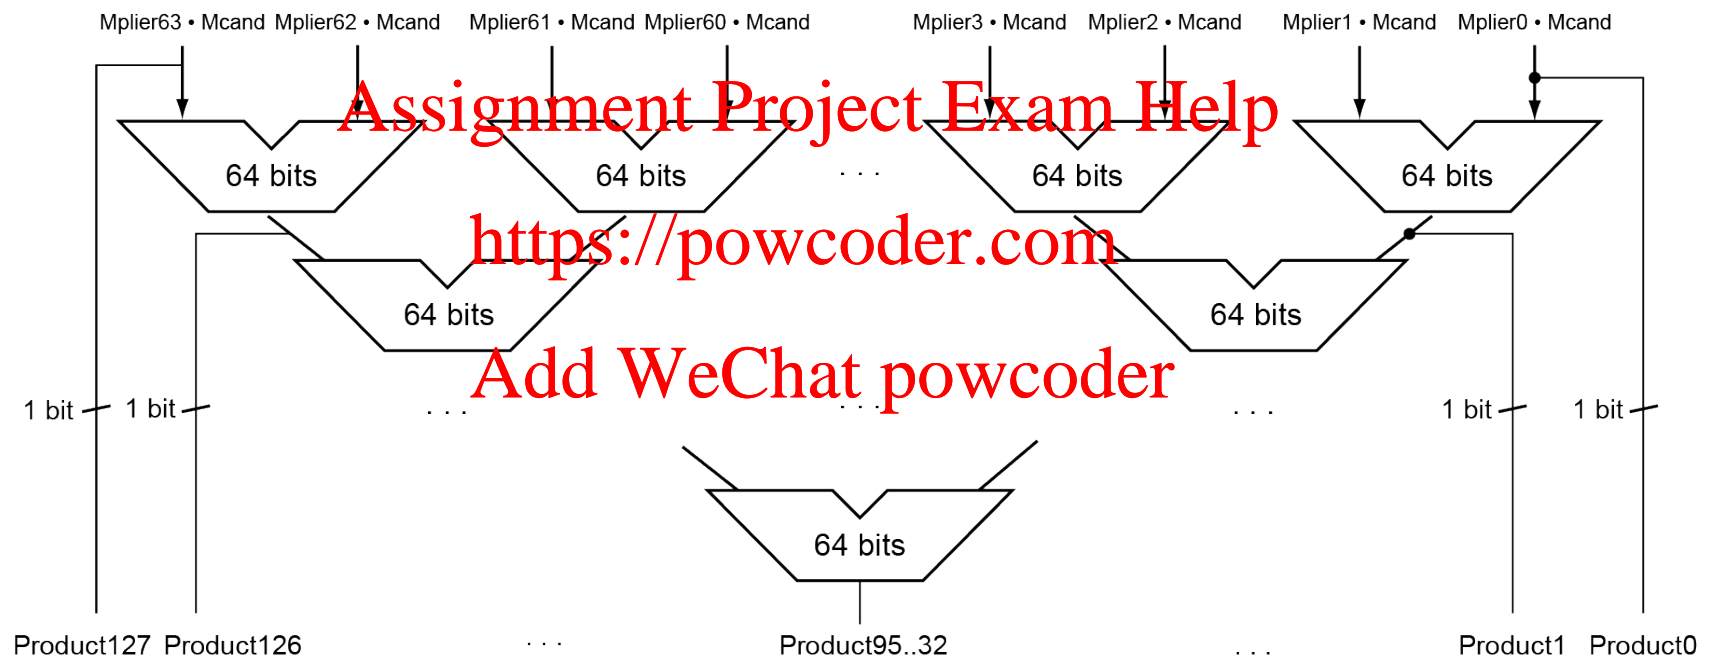 Mplier63 • Mcand Mplier62 • Mcand Mplier61 • Mcand Mplier60 • Mcand Mplier3 • Mcand Mplier2 • Mcand Mplier1 • Mcand Mplier0 • Mcand
Assignment Project Exam Help
64 bits 64 bits . . . 64 bits 64 bits
https://powcoder.com
64 bits 64 bits
Add WeChat powcoder
1 bit 1 bit . . . . . . . . . 1 bit 1 bit
64 bits
Product127 Product126 . . . Product95..32 . . . Product1 Product0